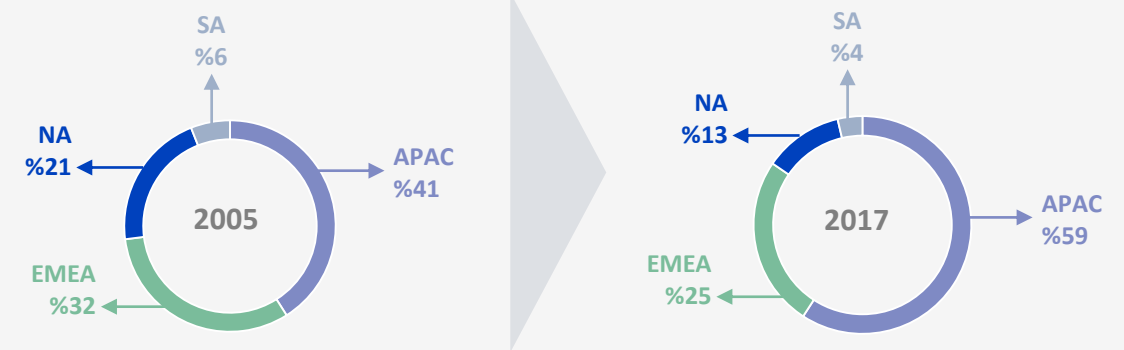 SA
%6
NA
%21
APAC
%41
2005
EMEA
%32
SA
%4
NA
%13
APAC
%59
2017
EMEA
%25